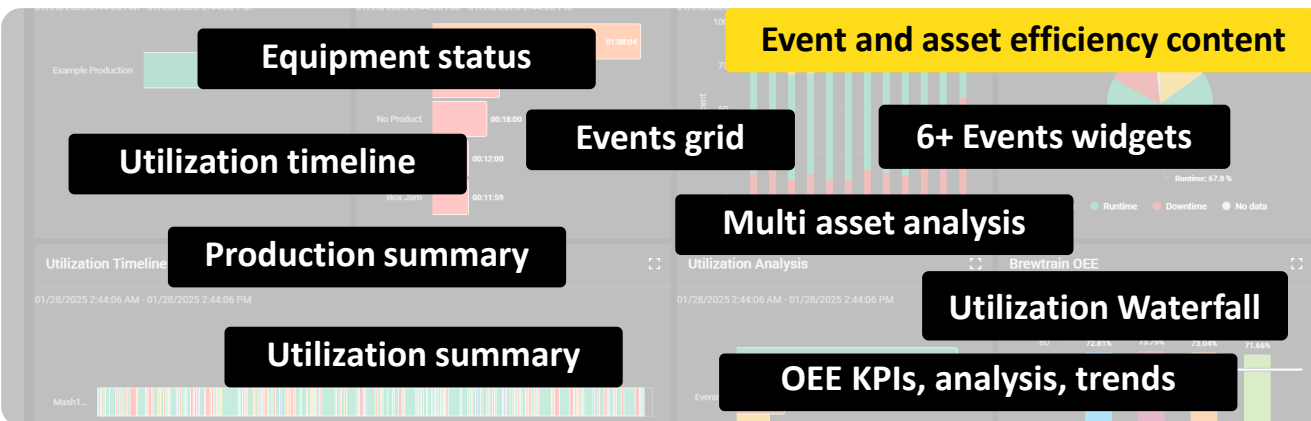 Event and asset efficiency content
Equipment status
01:08:04
100
Example Production
Events grid
6+ Events widgets
No Product
00:18:00
Utilization timeline
00:12:00
Runtime: 67.8 %
Box Jam
00:11:59
Runtime
Downtime
No data
Multi asset analysis
Production summary
Utilization Timeline
Utilization Analysis
Brewtrain OEE
01/28/2025 2:44:06 AM - 01/28/2025 2:44:06 PM
01/28/2025 2:44:06 AM - 01/28/2025 2:44:06 PM
Utilization Waterfall
Utilization summary
72.81%
73.04%
71.66%
OEE KPIs, analysis, trends
Mash1...